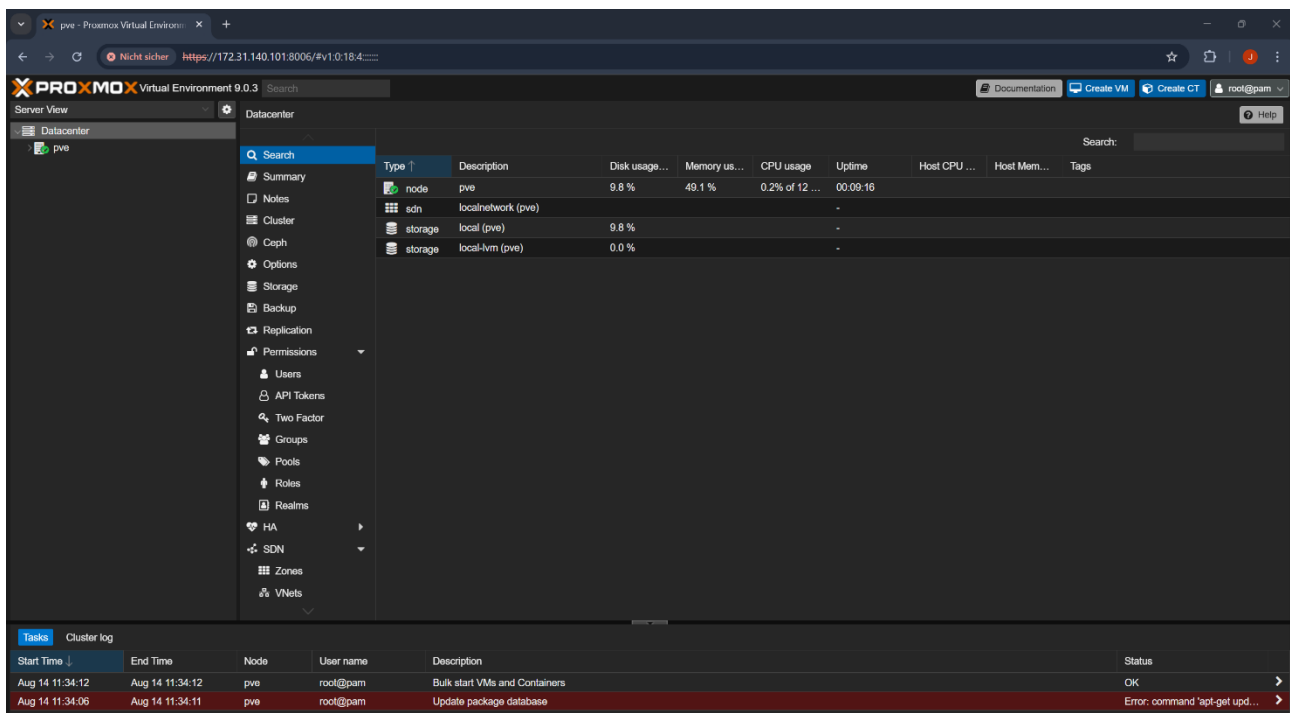 pve - Proxmox Virtual Environm
Nicht sicher https://172.31.140.101:8006/#v1:0:18:4:::::::
J
PROXMOX Virtual Environment 9.0.3 Search
Documentation Create VM Create CT root@pam
Server View
Datacenter
Help
Datacenter
pve
Search
Summary
Notes
Cluster
Ceph
Options
Storage
Backup
Replication
Permissions
Users
API Tokens
Two Factor
Groups
Pools
Roles
Realms
HA
SDN
Zones
VNets
Search:
Type Description Disk usage... Memory us... CPU usage Uptime Host CPU ... Host Mem... Tags
node pve 9.8 % 49.1 % 0.2% of 12 ... 00:09:16
sdn localnetwork (pve) -
storage local (pve) 9.8 % -
storage local-lvm (pve) 0.0 % -
Tasks Cluster log
Start Time End Time Node User name Description Status
Aug 14 11:34:12 Aug 14 11:34:12 pve root@pam Bulk start VMs and Containers OK
Aug 14 11:34:06 Aug 14 11:34:11 pve root@pam Update package database Error: command 'apt-get upd...